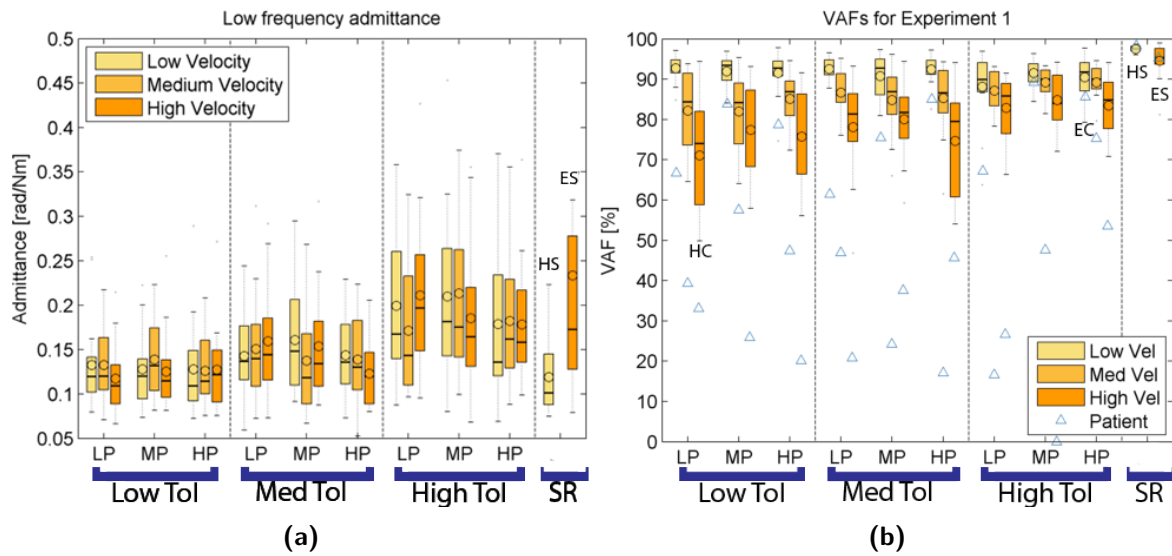 Low frequency admittance
Admittance [rad/Nm]
0.5
0.45
0.4
0.35
0.3
0.25
0.2
0.15
0.1
0.05
Low Velocity
Medium Velocity
High Velocity
ES
HS
LP MP HP LP MP HP LP MP HP
Low Tol Med Tol High Tol SR
(a)
VAFs for Experiment 1
VAF [%]
100
90
80
70
60
50
40
30
20
10
0
HS
ES
EC
HC
Low Vel
Med Vel
High Vel
Patient
LP MP HP LP MP HP LP MP HP
Low Tol Med Tol High Tol SR
(b)